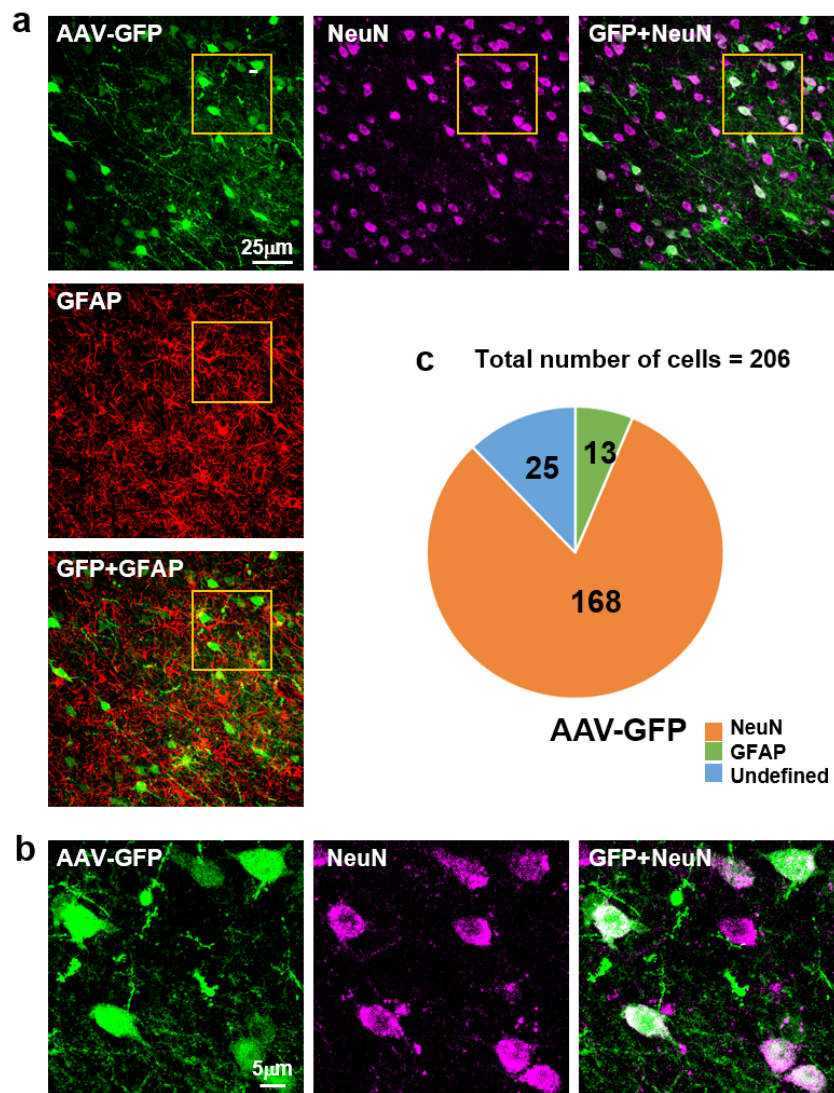 a
AAV-GFP
NeuN
GFP+NeuN
25μm
GFAP
GFP+GFAP
c Total number of cells = 206
25
13
168
AAV-GFP
NeuN
GFAP
Undefined
b
AAV-GFP
NeuN
GFP+NeuN
5μm